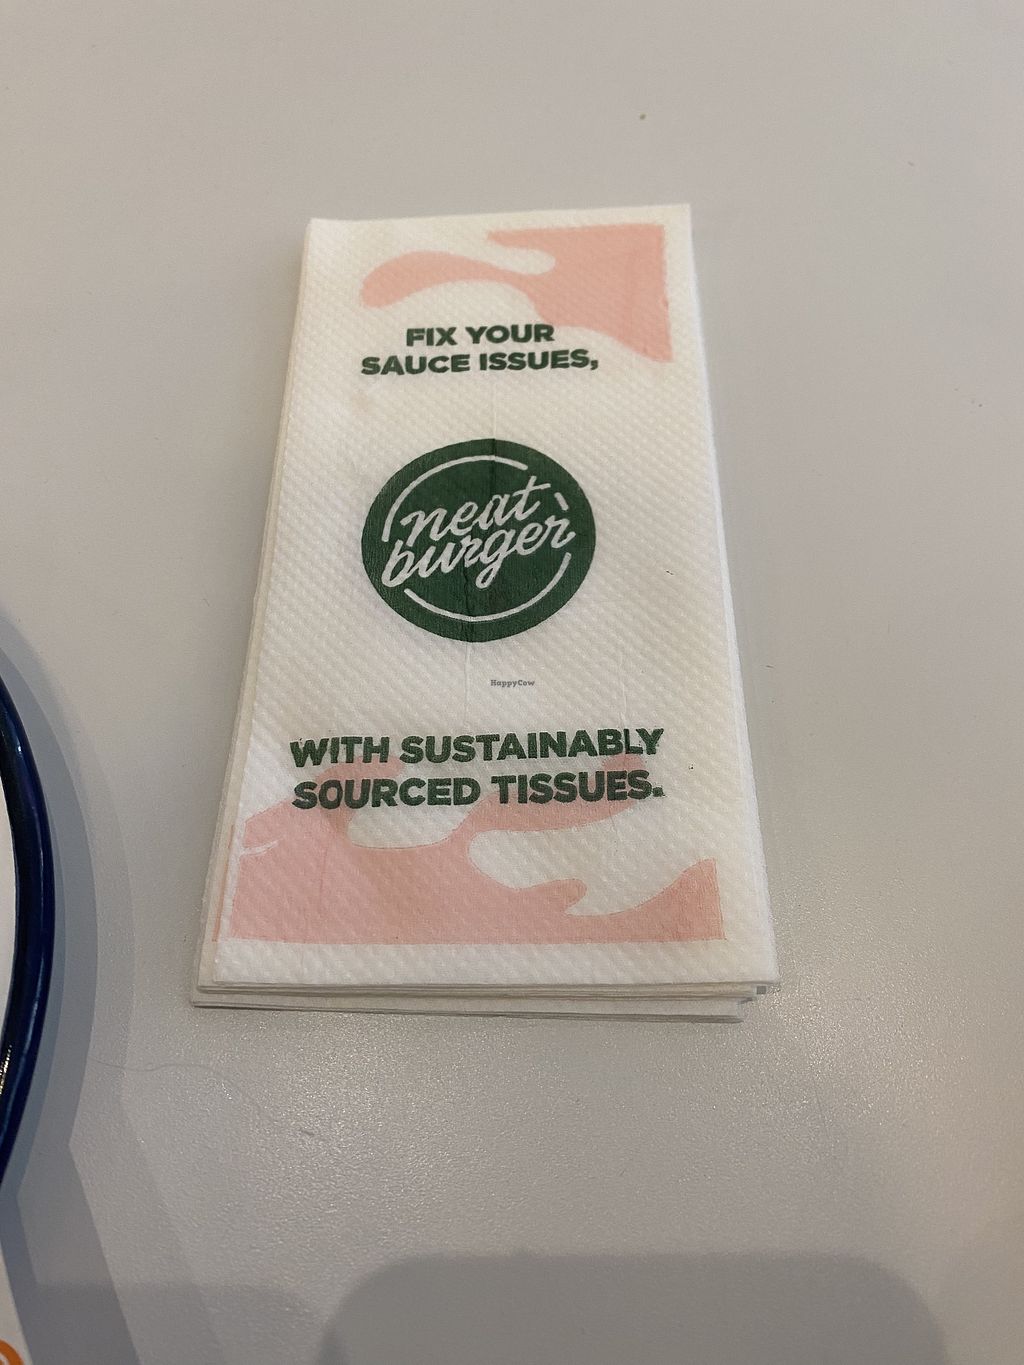 FIX YOUR
SAUCE ISSUES,
neat
burger
HappyCow
WITH SUSTAINABLY
SOURCED TISSUES.